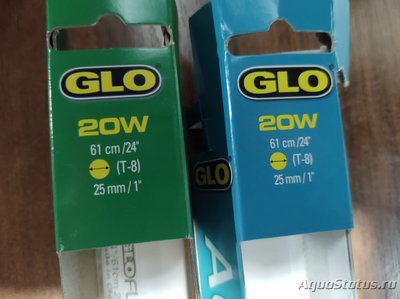 GLO
20W
61 cm/24"
(T-8)
25 mm/1"
GLO
20W
61 cm/24"
(T-8)
25 mm/1"
GLO
A
AquaStatus.ru